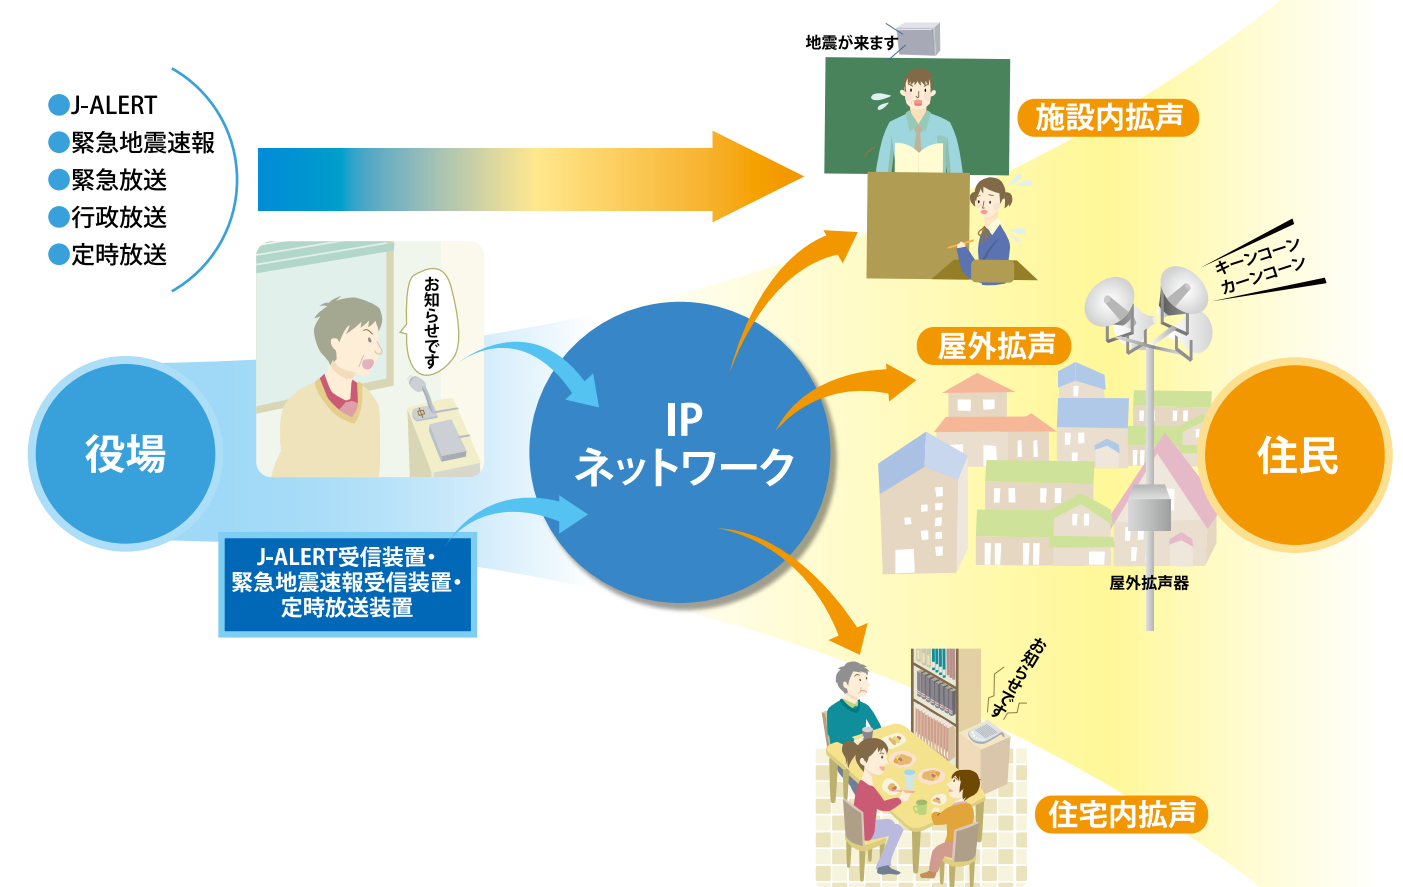 ●J-ALERT
●緊急地震速報
●緊急放送
●行政放送
●定時放送
地震が来ます
施設内拡声
お知らせです
キーンコーン
カーンコーン
屋外拡声
役場
IP
ネットワーク
住民
J-ALERT受信装置・
緊急地震速報受信装置・
定時放送装置
屋外拡声器
お知らせです
住宅内拡声